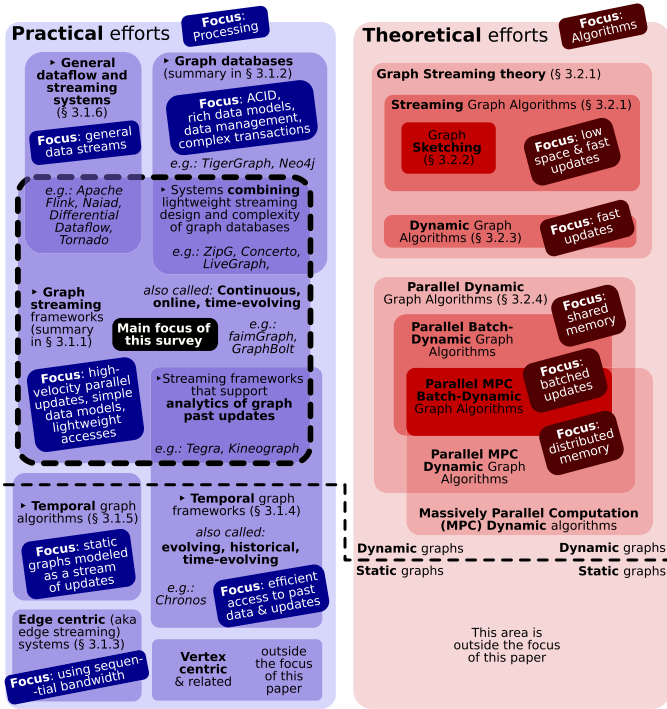 Practical efforts
Focus:
Processing
‣ General
dataflow and
streaming
systems
(§ 3.1.6)
Focus: general
data streams
e.g.: Apache
Flink, Naiad,
Differential
Dataflow,
Tornado
‣ Graph databases
(summary in § 3.1.2)
Focus: ACID,
rich data models,
data management,
complex transactions
e.g.: TigerGraph, Neo4j
‣ Systems combining
lightweight streaming
design and complexity
of graph databases
e.g.: ZipG, Concerto,
LiveGraph,
‣ Graph
streaming
frameworks
(summary
in § 3.1.1)
also called: Continuous,
online, time-evolving
Main focus of
this survey
e.g.:
faimGraph,
GraphBolt
Focus: high-
velocity parallel
updates, simple
data models,
lightweight
accesses
‣Streaming frameworks
that support
analytics of graph
past updates
e.g.: Tegra, Kineograph
‣ Temporal graph
algorithms (§ 3.1.5)
Focus: static
graphs modeled
as a stream
of updates
‣ Temporal graph
frameworks (§ 3.1.4)
also called:
evolving, historical,
time-evolving
e.g.:
Chronos
Focus: efficient
access to past
data & updates
Edge centric (aka
edge streaming)
systems (§ 3.1.3)
Focus: using sequen-
-tial bandwidth
Vertex
centric
& related
outside
the focus
of this
paper
Theoretical efforts
Focus:
Algorithms
Graph Streaming theory (§ 3.2.1)
Streaming Graph Algorithms (§ 3.2.1)
Graph
Sketching
(§ 3.2.2)
Focus: low
space & fast
updates
Dynamic Graph
Algorithms (§ 3.2.3)
Focus: fast
updates
Parallel Dynamic
Graph Algorithms (§ 3.2.4)
Focus:
shared
memory
Parallel Batch-
Dynamic Graph
Algorithms
Focus:
batched
updates
Parallel MPC
Batch-Dynamic
Graph Algorithms
Focus:
distributed
memory
Parallel MPC
Dynamic Graph
Algorithms
Massively Parallel Computation
(MPC) Dynamic algorithms
Dynamic graphs
Dynamic graphs
Static graphs
Static graphs
This area is
outside the focus
of this paper